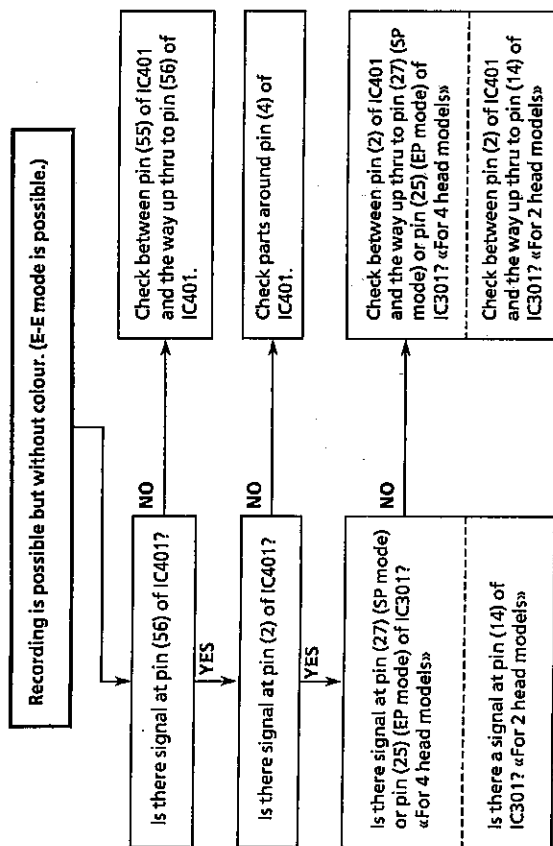 Recording is possible but without colour. (E-E mode is possible.)
Is there signal at pin (56) of IC401?
NO
Check between pin (55) of IC401
and the way up thru to pin (56) of
IC401.
YES
Is there signal at pin (2) of IC401?
NO
Check parts around pin (4) of
IC401.
YES
Is there signal at pin (27) (SP mode)
or pin (25) (EP mode) of IC301?
«For 4 head models»
Is there a signal at pin (14) of
IC301? «For 2 head models»
NO
Check between pin (2) of IC401
and the way up thru to pin (27) (SP
mode) or pin (25) (EP mode) of
IC301? «For 4 head models»
Check between pin (2) of IC401
and the way up thru to pin (14) of
IC301? «For 2 head models»